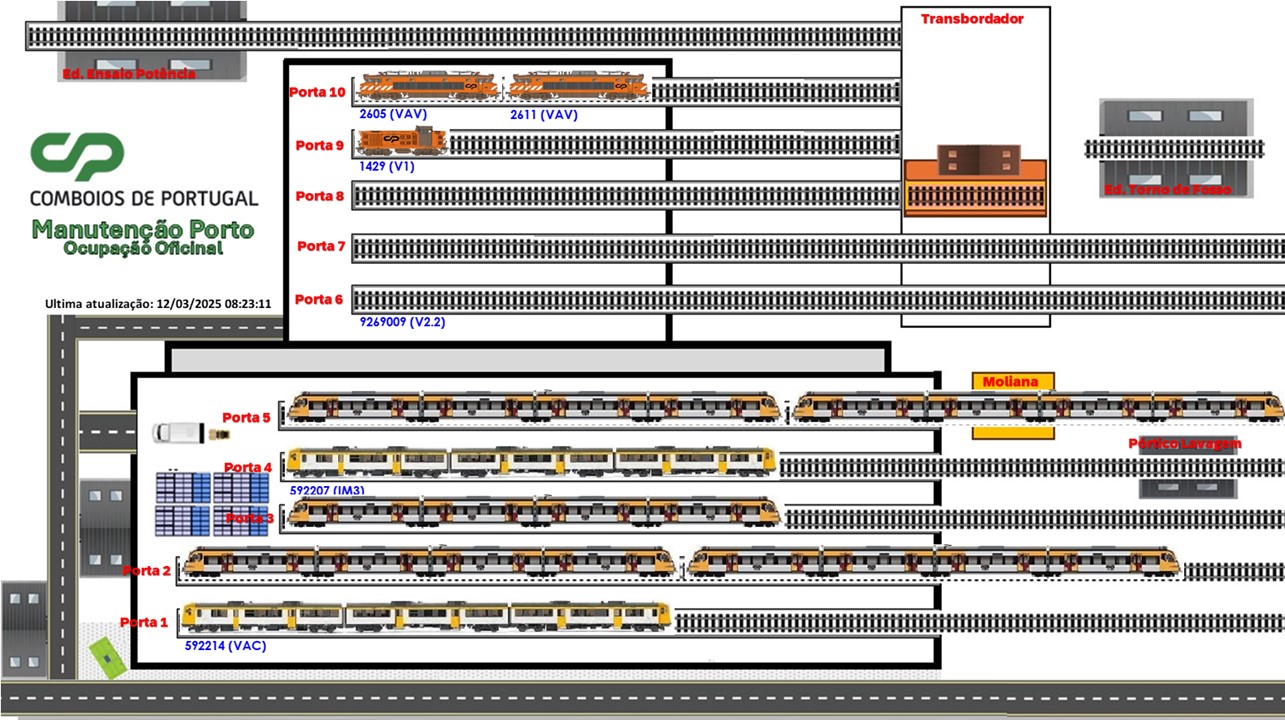 Transbordador
Ed. Ensaio Potência
Porta 10
2605 (VAV)
2611 (VAV)
CP
COMBOIOS DE PORTUGAL
Manutenção Porto
Ocupação Oficinal
Porta 9
1429 (V1)
Porta 8
Ed. Torno de Fosso
Porta 7
Ultima atualização: 12/03/2025 08:23:11
Porta 6
9269009 (V2.2)
Moliana
Porta 5
Pórtico Lavagem
Porta 4
592207 (IM3)
Porta 3
Porta 2
Porta 1
592214 (VAC)